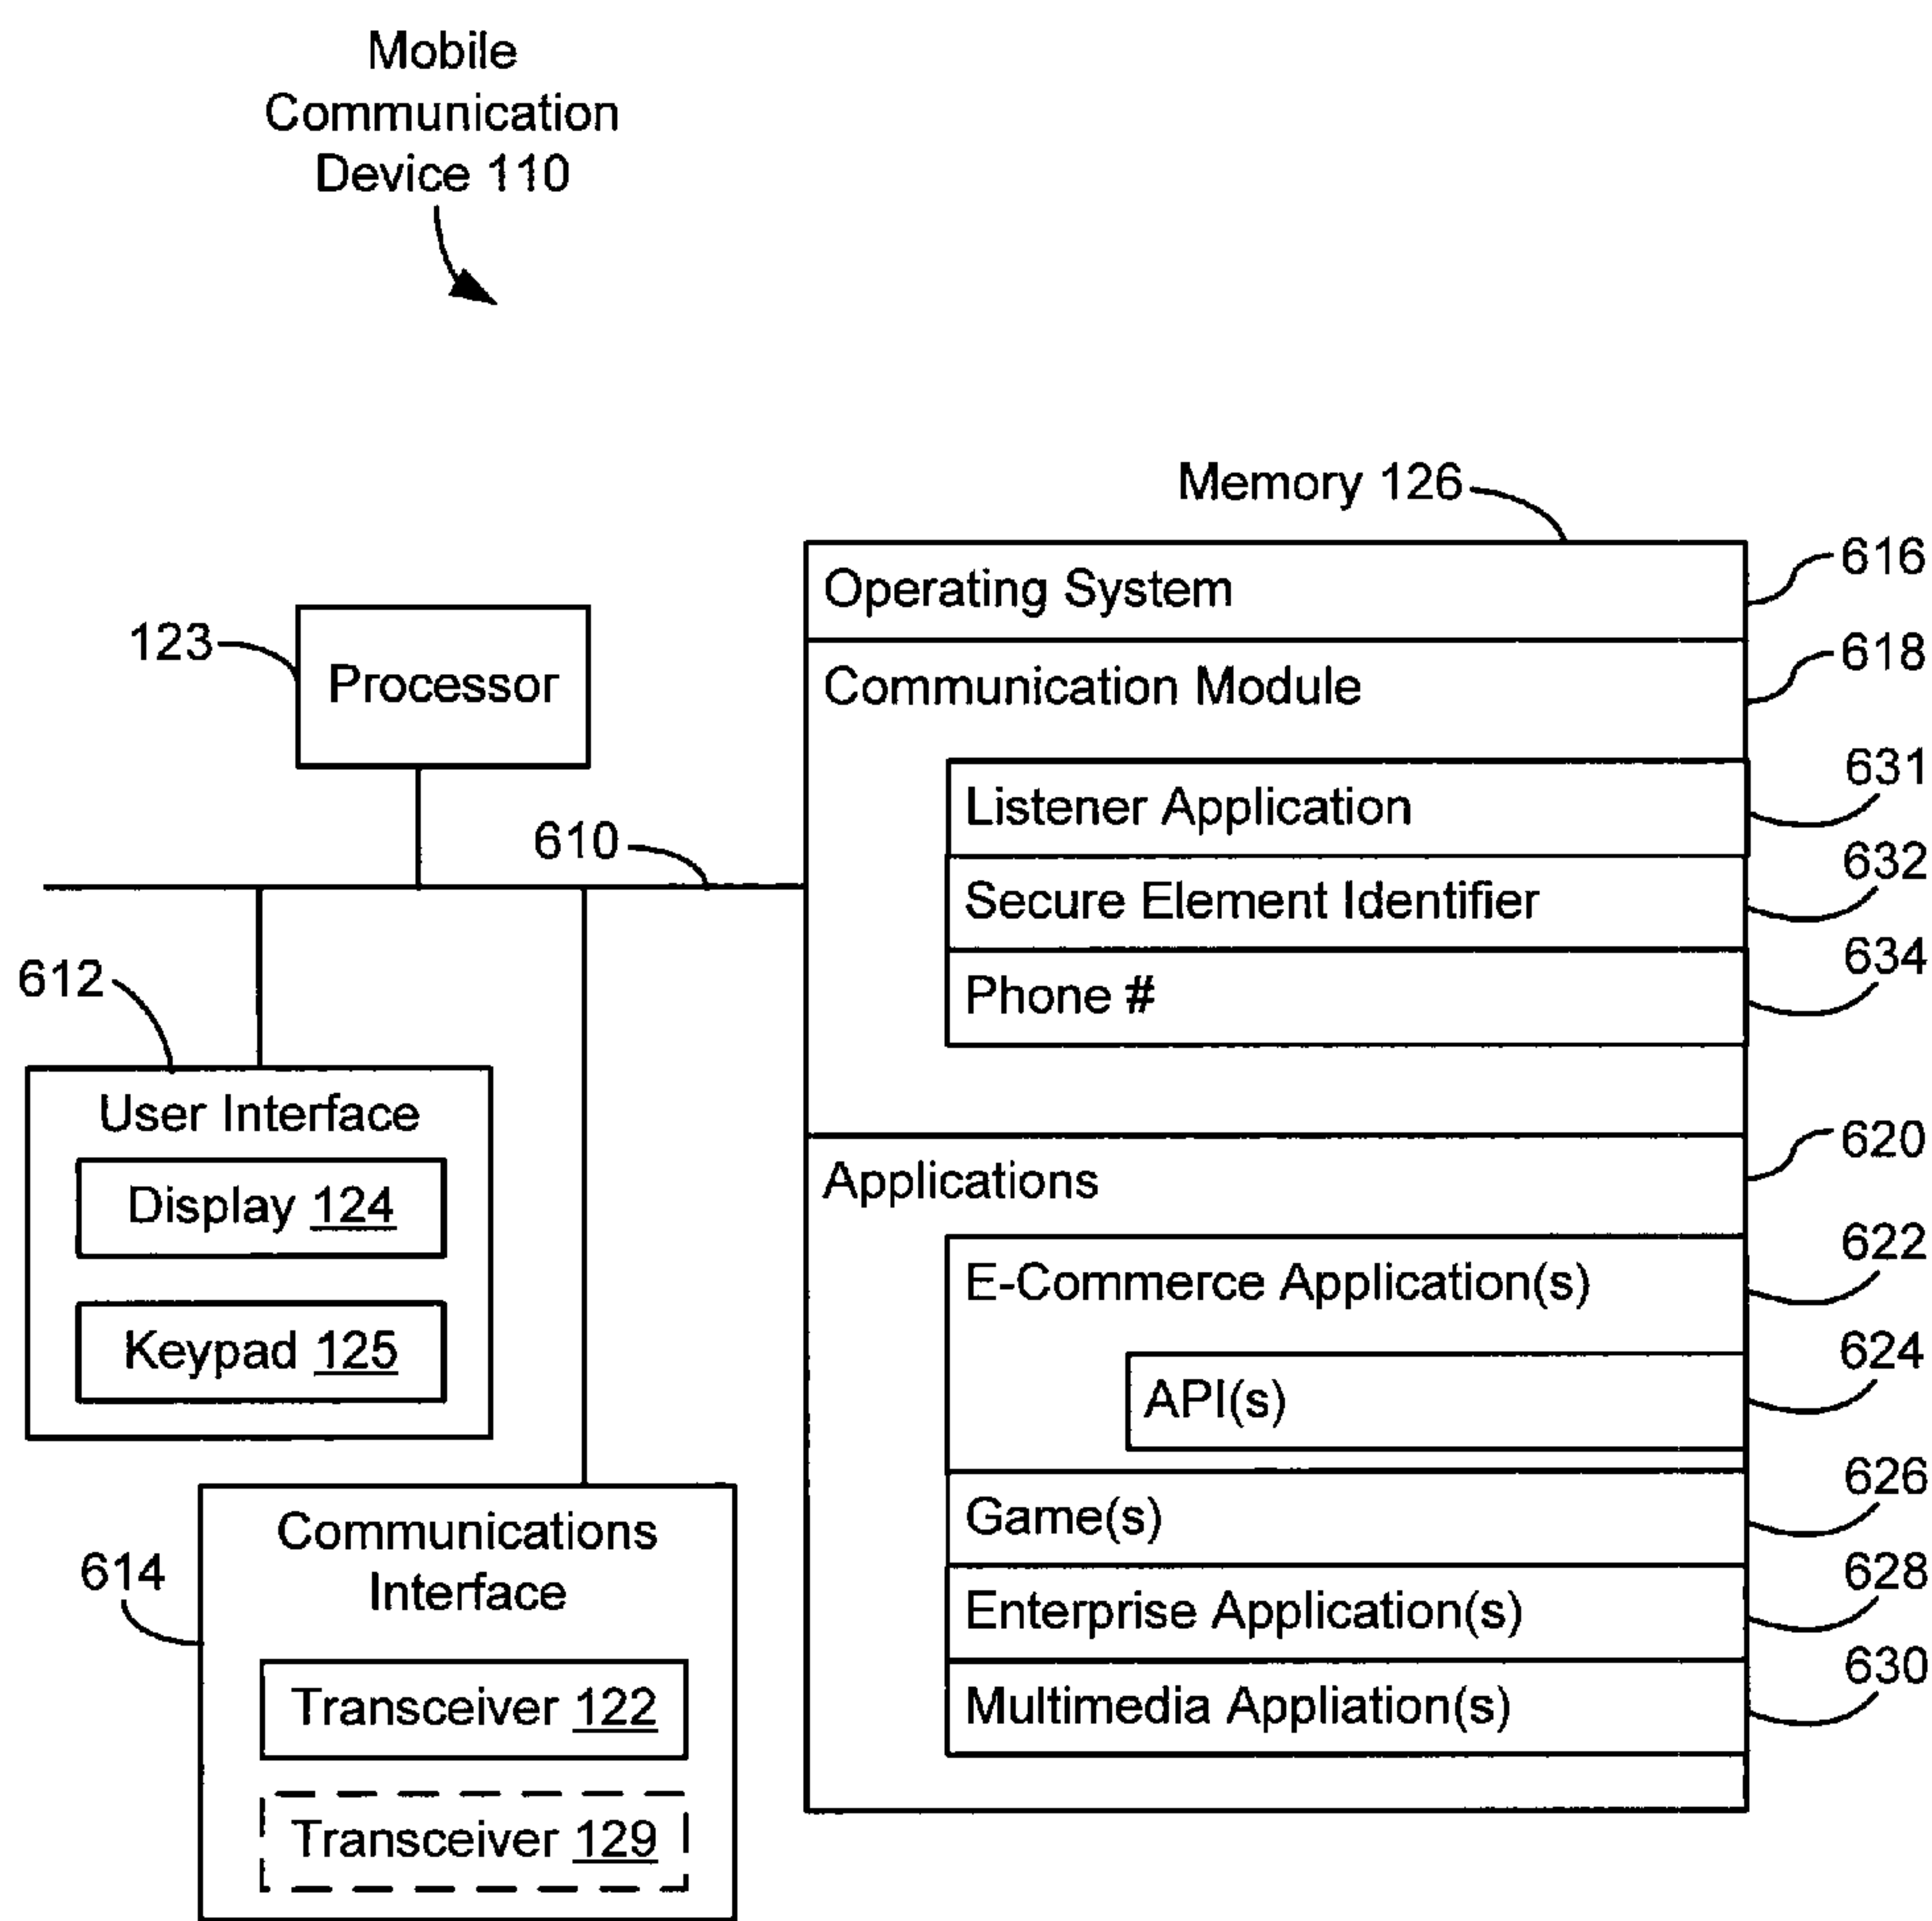 Mobile
Communication
Device 110
Memory 126
Operating System
616
123
Processor
Communication Module
618
Listener Application
631
610
Secure Element Identifier
632
Phone #
634
612
User Interface
Display 124
Keypad 125
Applications
620
E-Commerce Application(s)
622
API(s)
624
Game(s)
626
Enterprise Application(s)
628
Multimedia Appliation(s)
630
614
Communications
Interface
Transceiver 122
Transceiver 129